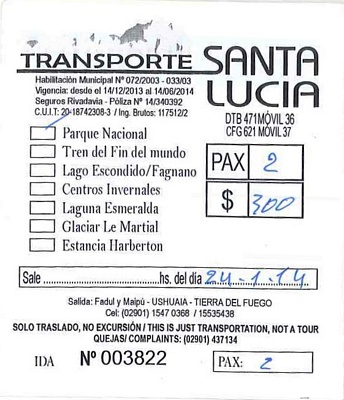 TRANSPORTE SANTA LUCIA
Habilitación Municipal Nº 072/2003 - 033/03
Vigencia: desde el 14/12/2013 al 14/06/2014
Seguros Rivadavia - Póliza Nº 14/340392
C.U.I.T: 20-18742308-3 / Ing. Brutos: 117512/2
DTB 471MÓVIL 36
CFG 621 MÓVIL 37
Parque Nacional
Tren del Fin del mundo
Lago Escondido/Fagnano
Centros Invernales
Laguna Esmeralda
Glaciar Le Martial
Estancia Harberton
PAX 2
$ 300
Sale ........ hs. del día 24-1-14
Salida: Fadul y Maipú - USHUAIA - TIERRA DEL FUEGO
Cel: (02901) 1547 0368 / 15535438
SOLO TRASLADO, NO EXCURSIÓN / THIS IS JUST TRANSPORTATION, NOT A TOUR
QUEJAS/ COMPLAINTS: (02901) 437134
IDA Nº 003822 PAX: 2